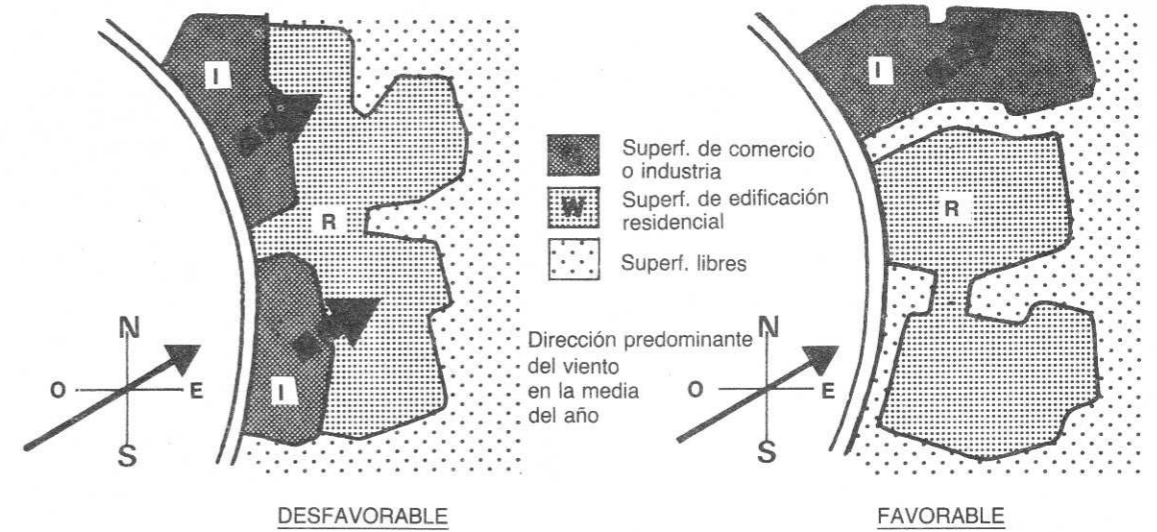 I
R
I
N
O
E
S
DESFAVORABLE
Superf. de comercio
o industria
W
Superf. de edificación
residencial
Superf. libres
Dirección predominante
del viento
en la media
del año
I
R
N
O
E
S
FAVORABLE